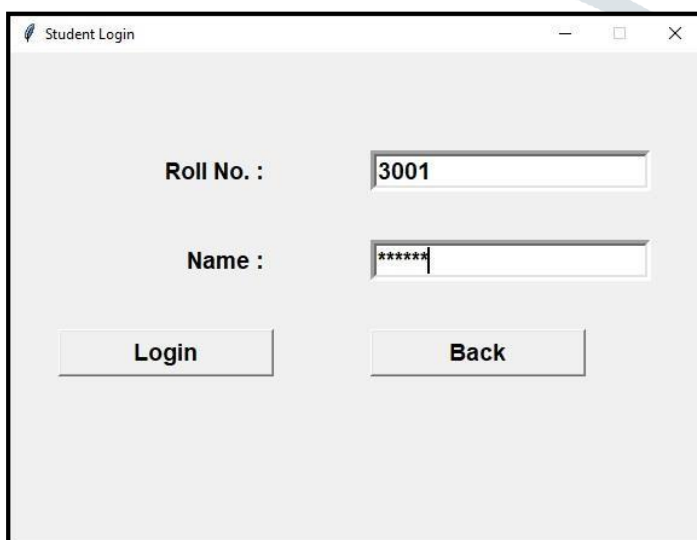 Student Login
Roll No. : 3001
Name : ******
Login Back